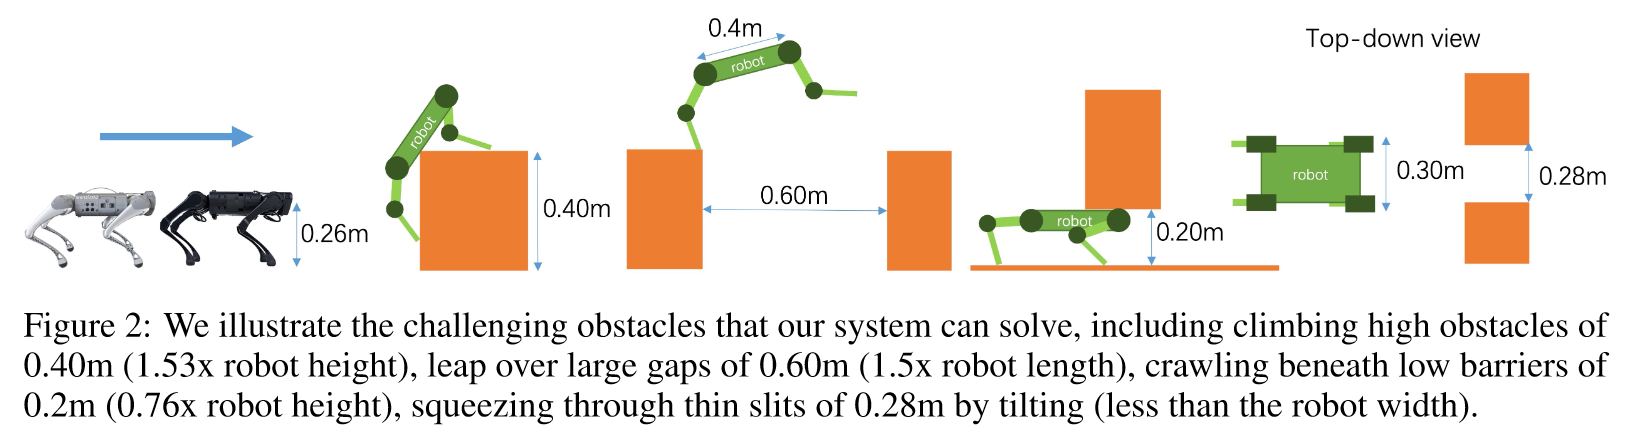 0.4m
Top-down view
robot
robot
0.40m
0.60m
0.26m
robot
0.20m
robot
0.30m
0.28m
Figure 2: We illustrate the challenging obstacles that our system can solve, including climbing high obstacles of
0.40m (1.53x robot height), leap over large gaps of 0.60m (1.5x robot length), crawling beneath low barriers of
0.2m (0.76x robot height), squeezing through thin slits of 0.28m by tilting (less than the robot width).